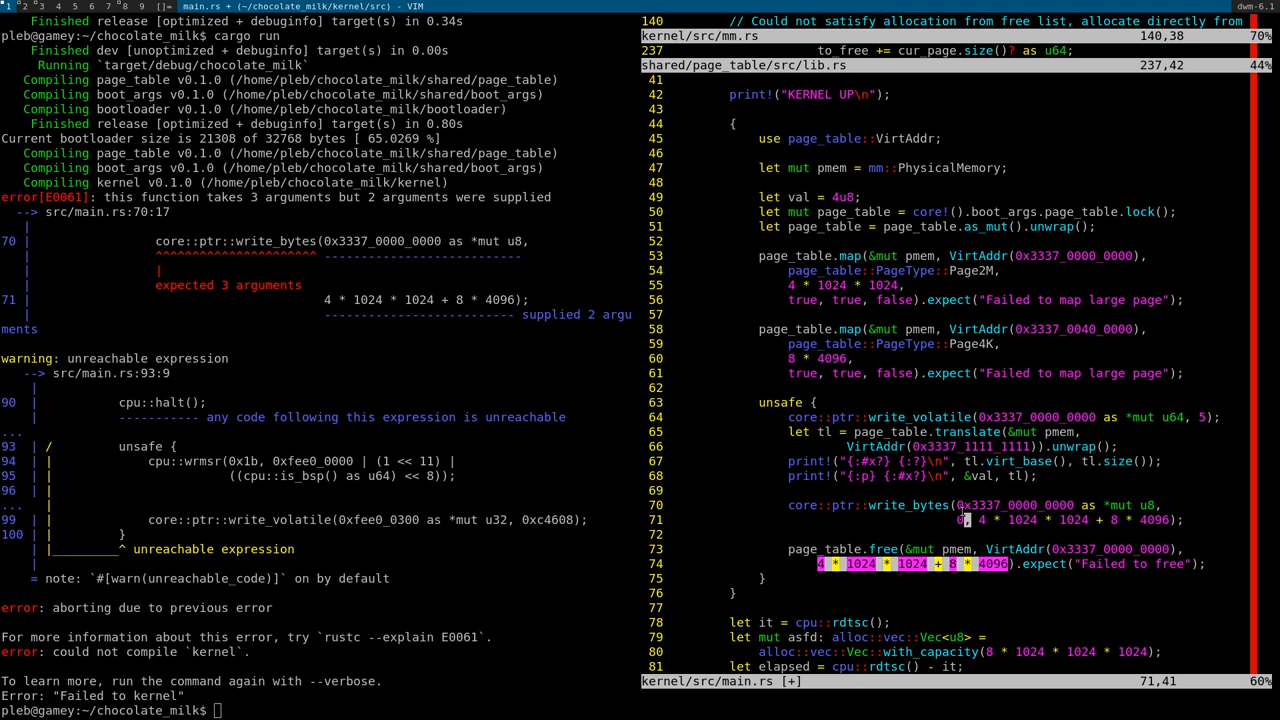 1 2 3 4 5 6 7 8 9 []= main.rs + (~/chocolate_milk/kernel/src) - VIM dwm-6.1
    Finished release [optimized + debuginfo] target(s) in 0.34s
pleb@gamey:~/chocolate_milk$ cargo run
    Finished dev [unoptimized + debuginfo] target(s) in 0.00s
     Running `target/debug/chocolate_milk`
   Compiling page_table v0.1.0 (/home/pleb/chocolate_milk/shared/page_table)
   Compiling boot_args v0.1.0 (/home/pleb/chocolate_milk/shared/boot_args)
   Compiling bootloader v0.1.0 (/home/pleb/chocolate_milk/bootloader)
    Finished release [optimized + debuginfo] target(s) in 0.80s
Current bootloader size is 21308 of 32768 bytes [ 65.0269 %]
   Compiling page_table v0.1.0 (/home/pleb/chocolate_milk/shared/page_table)
   Compiling boot_args v0.1.0 (/home/pleb/chocolate_milk/shared/boot_args)
   Compiling kernel v0.1.0 (/home/pleb/chocolate_milk/kernel)
error[E0061]: this function takes 3 arguments but 2 arguments were supplied
  --> src/main.rs:70:17
   |
70 |                 core::ptr::write_bytes(0x3337_0000_0000 as *mut u8,
   |                 ^^^^^^^^^^^^^^^^^^^^^^ ---------------------------
   |                 |
   |                 expected 3 arguments
71 |                                        4 * 1024 * 1024 + 8 * 4096);
   |                                        -------------------------- supplied 2 argu
ments

warning: unreachable expression
  --> src/main.rs:93:9
   |
90 |           cpu::halt();
   |           ----------- any code following this expression is unreachable
...
93 | /         unsafe {
94 | |             cpu::wrmsr(0x1b, 0xfee0_0000 | (1 << 11) |
95 | |                        ((cpu::is_bsp() as u64) << 8));
96 | |
...  |
99 | |             core::ptr::write_volatile(0xfee0_0300 as *mut u32, 0xc4608);
100 | |         }
   | |_________^ unreachable expression
   |
   = note: `#[warn(unreachable_code)]` on by default

error: aborting due to previous error

For more information about this error, try `rustc --explain E0061`.
error: could not compile `kernel`.

To learn more, run the command again with --verbose.
Error: "Failed to kernel"
pleb@gamey:~/chocolate_milk$
140         // Could not satisfy allocation from free list, allocate directly from
kernel/src/mm.rs 140,38 70%
237                     to_free += cur_page.size()? as u64;
shared/page_table/src/lib.rs 237,42 44%
41
42         print!("KERNEL UP\n");
43
44         {
45             use page_table::VirtAddr;
46
47             let mut pmem = mm::PhysicalMemory;
48
49             let val = 4u8;
50             let mut page_table = core!().boot_args.page_table.lock();
51             let page_table = page_table.as_mut().unwrap();
52
53             page_table.map(&mut pmem, VirtAddr(0x3337_0000_0000),
54                 page_table::PageType::Page2M,
55                 4 * 1024 * 1024,
56                 true, true, false).expect("Failed to map large page");
57
58             page_table.map(&mut pmem, VirtAddr(0x3337_0040_0000),
59                 page_table::PageType::Page4K,
60                 8 * 4096,
61                 true, true, false).expect("Failed to map large page");
62
63             unsafe {
64                 core::ptr::write_volatile(0x3337_0000_0000 as *mut u64, 5);
65                 let tl = page_table.translate(&mut pmem,
66                         VirtAddr(0x3337_1111_1111)).unwrap();
67                 print!("{:#x?} {:?}\n", tl.virt_base(), tl.size());
68                 print!("{:p} {:#x?}\n", &val, tl);
69
70                 core::ptr::write_bytes(0x3337_0000_0000 as *mut u8,
71                                        0, 4 * 1024 * 1024 + 8 * 4096);
72
73                 page_table.free(&mut pmem, VirtAddr(0x3337_0000_0000),
74                     4 * 1024 * 1024 + 8 * 4096).expect("Failed to free");
75             }
76         }
77
78         let it = cpu::rdtsc();
79         let mut asfd: alloc::vec::Vec<u8> =
80             alloc::vec::Vec::with_capacity(8 * 1024 * 1024 * 1024);
81         let elapsed = cpu::rdtsc() - it;
kernel/src/main.rs [+] 71,41 60%